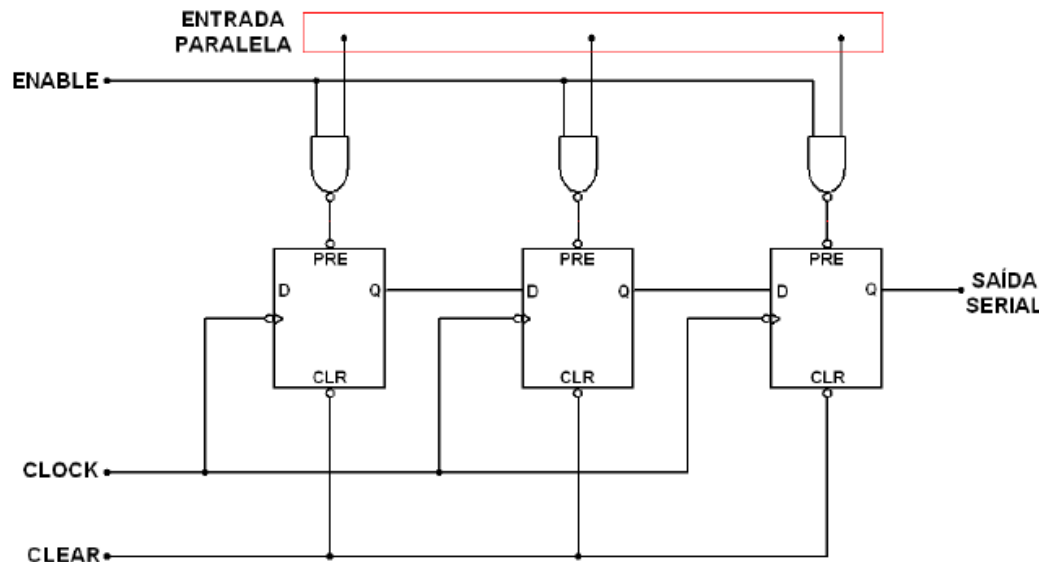 ENTRADA
PARALELA
ENABLE
PRE
PRE
PRE
D
Q
D
Q
D
Q
SAÍDA
SERIAL
CLR
CLR
CLR
CLOCK
CLEAR